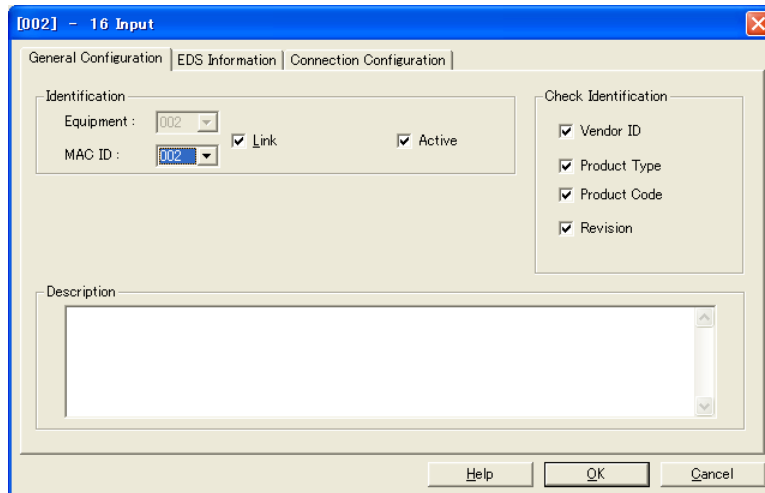 [002] - 16 Input
General Configuration
EDS Information
Connection Configuration
Identification
Equipment :
002
MAC ID :
002
Link
Active
Check Identification
Vendor ID
Product Type
Product Code
Revision
Description
Help
OK
Cancel